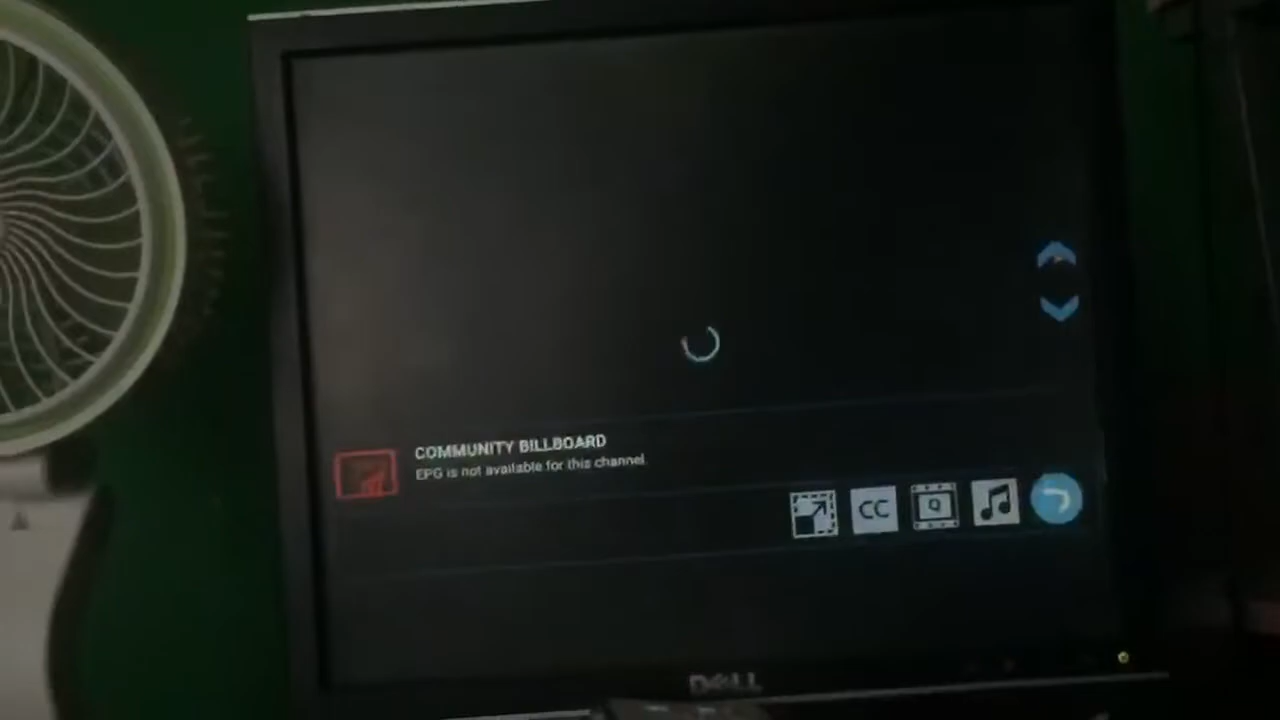 COMMUNITY BILLBOARD
EPG is not available for this channel.
CC
Q
DELL